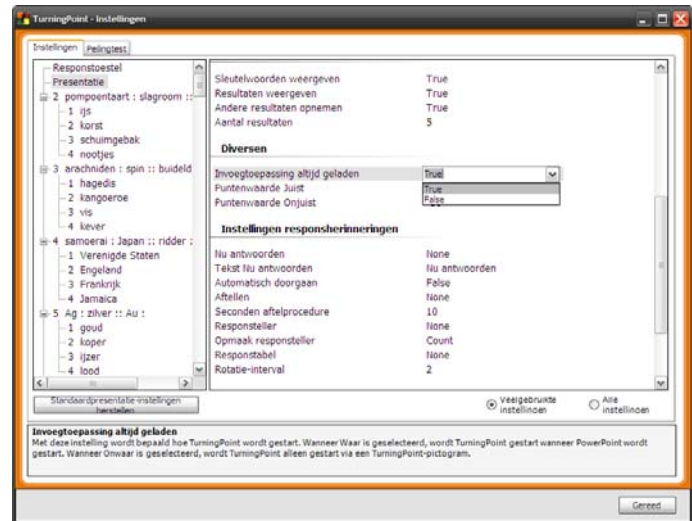 TurningPoint - Instellingen
Instellingen
Peilingtest
Responstoestel
Presentatie
2 pompoentaart : slagroom ::
1 ijs
2 korst
3 schuimgebak
4 nootjes
3 arachniden : spin :: buideld
1 hagedis
2 kangoeroe
3 vis
4 kever
4 samoerai : Japan :: ridder :
1 Verenigde Staten
2 Engeland
3 Frankrijk
4 Jamaica
5 Ag : zilver :: Au :
1 goud
2 koper
3 ijzer
4 lood
Sleutelwoorden weergeven True
Resultaten weergeven True
Andere resultaten opnemen True
Aantal resultaten 5
Diversen
Invoegtoepassing altijd geladen True
Puntenwaarde Juist True
Puntenwaarde Onjuist False
Instellingen responsherinneringen
Nu antwoorden None
Tekst Nu antwoorden Nu antwoorden
Automatisch doorgaan False
Aftellen None
Seconden aftelprocedure 10
Responsteller None
Opmaak responsteller Count
Responstabel None
Rotatie-interval 2
Standaardpresentatie-instellingen
herstellen
Veelgebruikte
instellingen
Alle
instellingen
Invoegtoepassing altijd geladen
Met deze instelling wordt bepaald hoe TurningPoint wordt gestart. Wanneer Waar is geselecteerd, wordt TurningPoint gestart wanneer PowerPoint wordt
gestart. Wanneer Onwaar is geselecteerd, wordt TurningPoint alleen gestart via een TurningPoint-pictogram.
Gereed